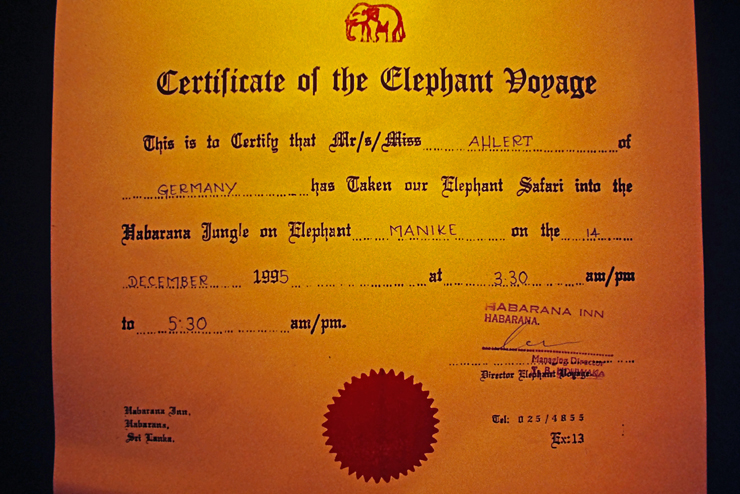 Certificate of the Elephant Voyage
This is to Certify that Mr/s/Miss AHLERT of
GERMANY has Taken our Elephant Safari into the
Habarana Jungle on Elephant MANIKE on the 14
DECEMBER 1995 at 3.30 am/pm
to 5:30 am/pm.
HABARANA INN
HABARANA.
Managing Director
Director Elephant Voyage.
Habarana Inn,
Habarana,
Sri Lanka.
Tel: 025/4855
Ex:13